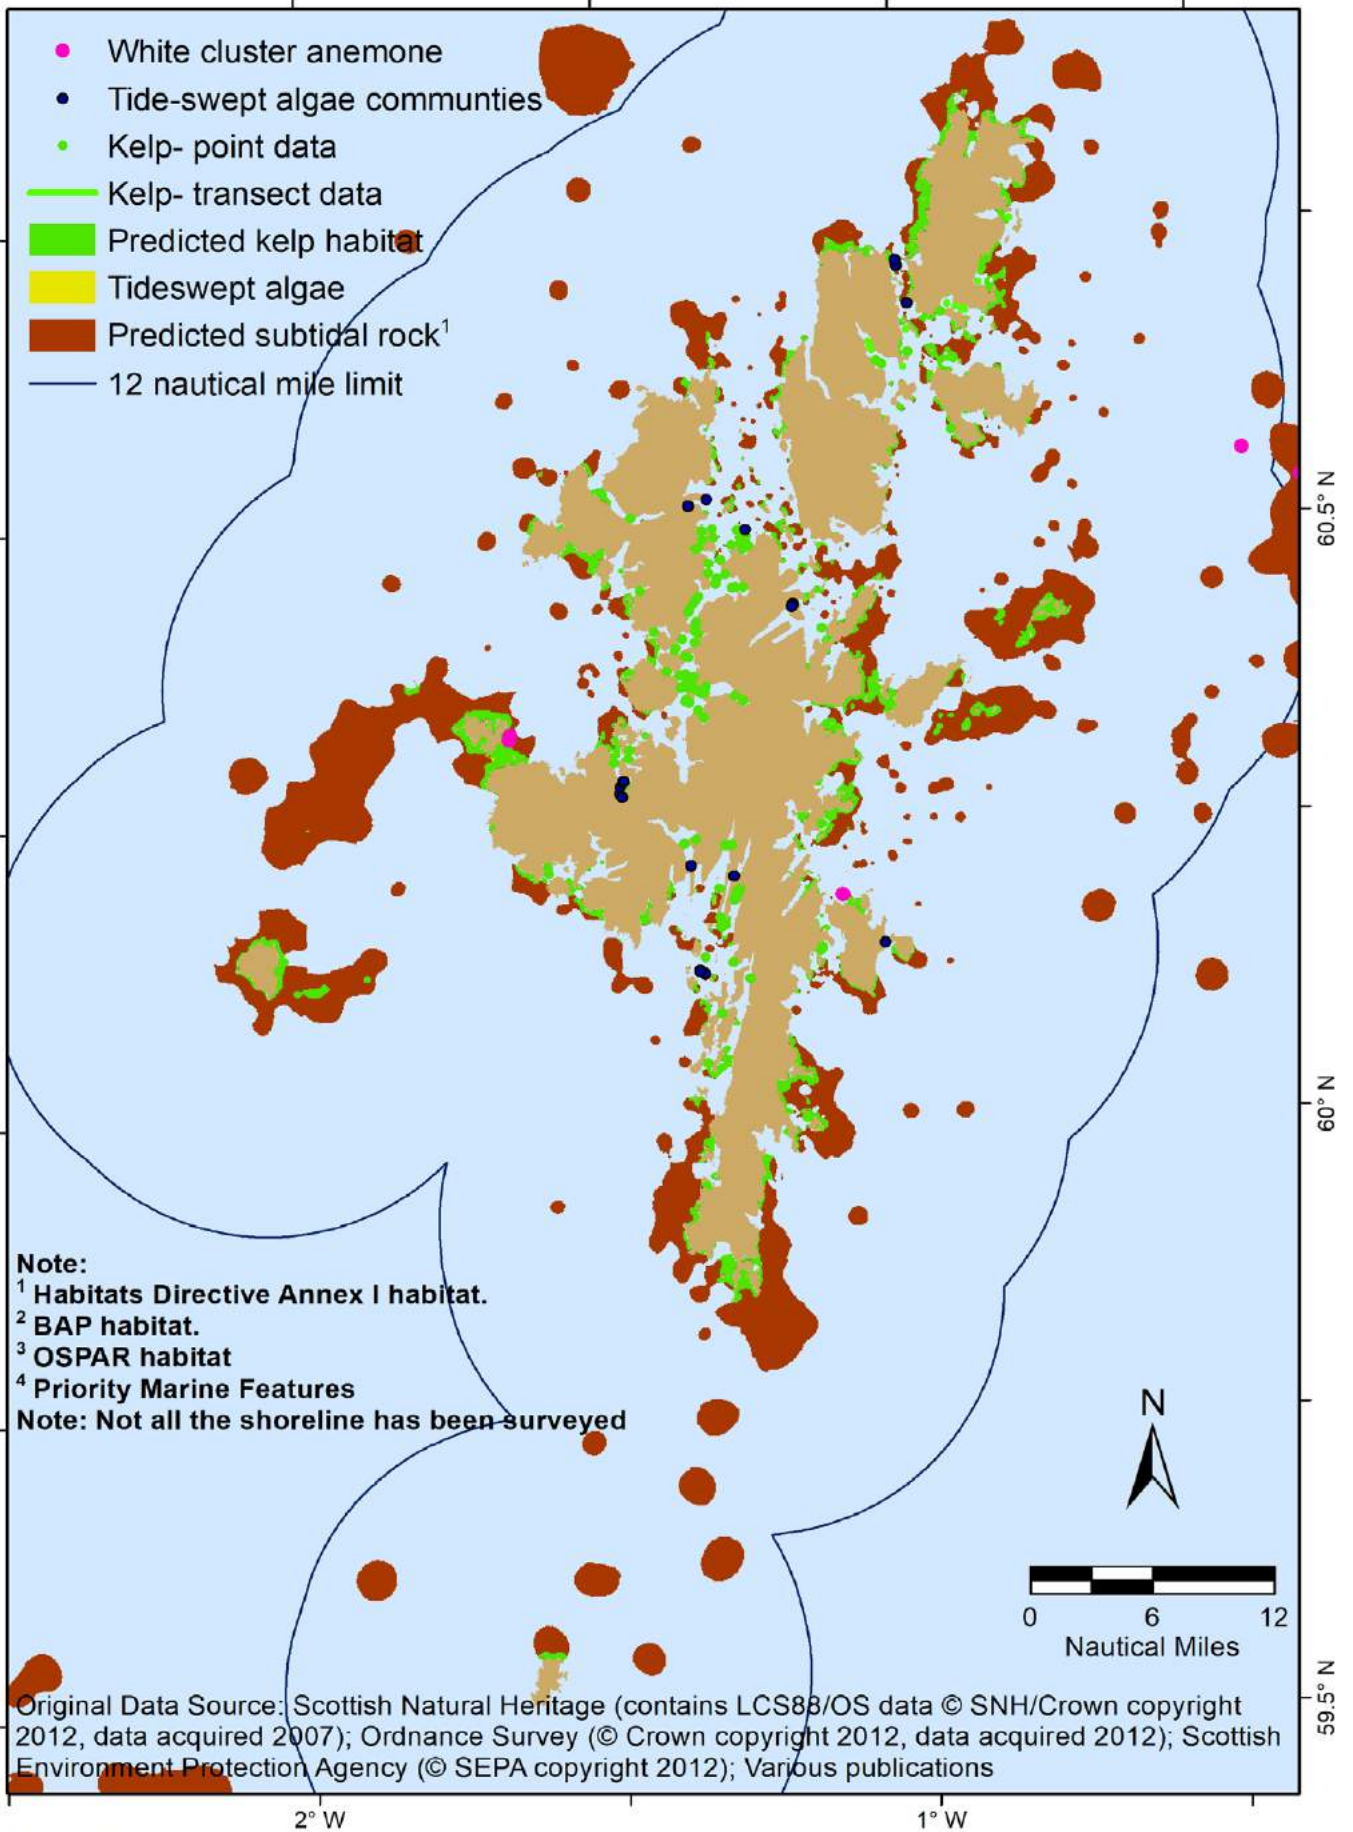 White cluster anemone
Tide-swept algae communties
Kelp- point data
Kelp- transect data
Predicted kelp habitat
Tideswept algae
Predicted subtidal rock¹
12 nautical mile limit
60.5° N
60° N
Note:
¹ Habitats Directive Annex I habitat.
² BAP habitat.
³ OSPAR habitat
⁴ Priority Marine Features
Note: Not all the shoreline has been surveyed
N
0 6 12
Nautical Miles
59.5° N
Original Data Source: Scottish Natural Heritage (contains LCS88/OS data © SNH/Crown copyright
2012, data acquired 2007); Ordnance Survey (© Crown copyright 2012, data acquired 2012); Scottish
Environment Protection Agency (© SEPA copyright 2012); Various publications
2° W 1° W